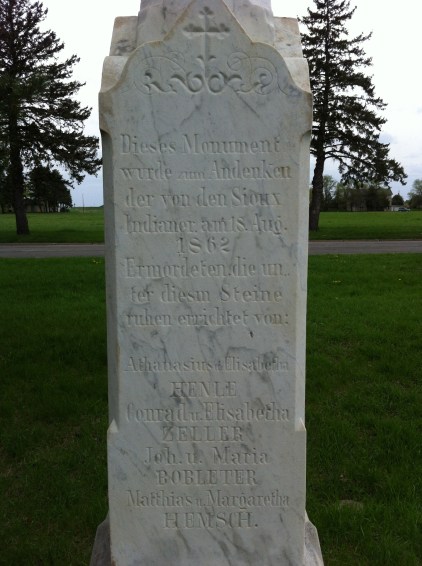 Dieses Monument
wurde zum Andenken
der von den Sioux
Indianer, am 18. Aug.
1862
Ermordeten, die un-
ter diesm Steine
ruhen errichtet von:
Athanasius u. Elisabetha
HENLE
Conrad u. Elisabetha
ZELLER
Joh. u. Maria
BOBLETER
Matthias u. Margaretha
HEMSCH.